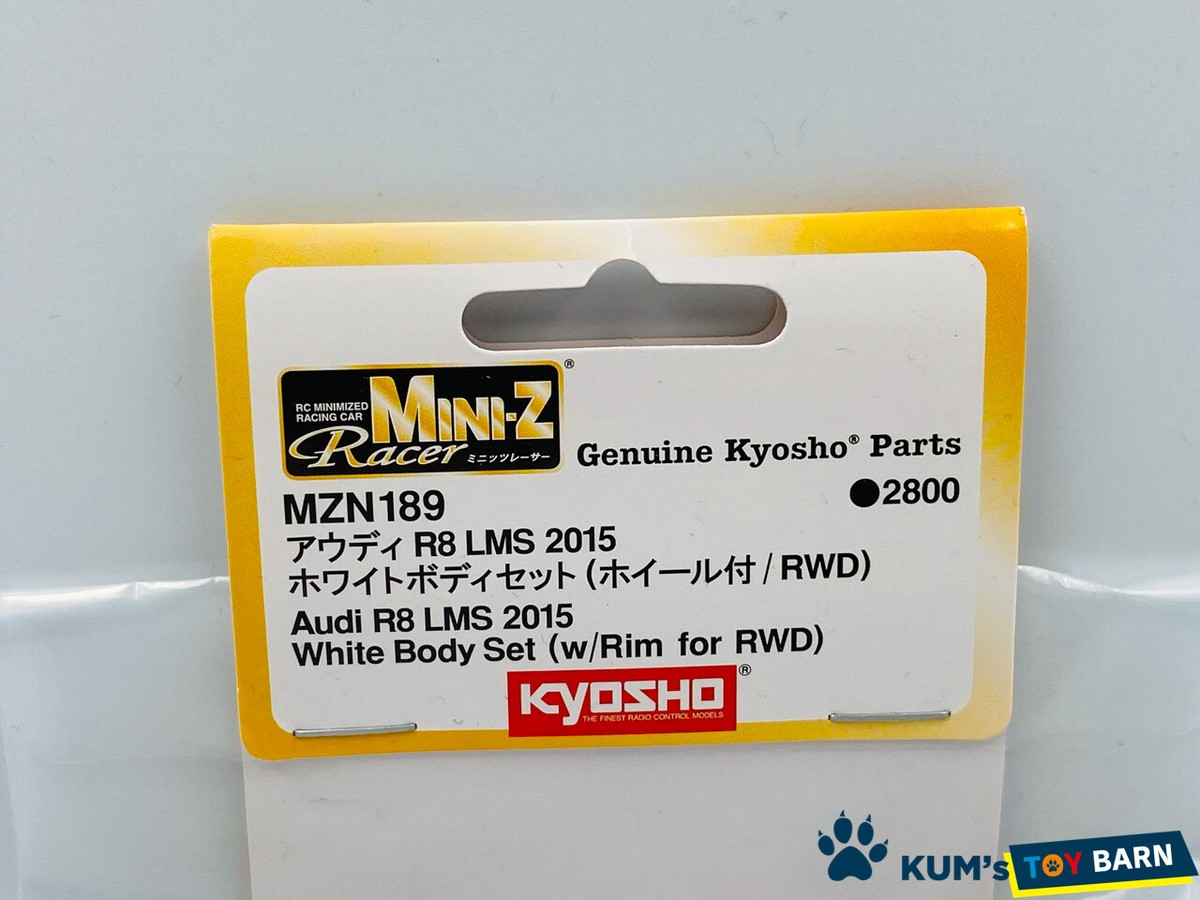 RC MINIMIZED
RACING CAR
MINI-Z ®
Racer ミニッツレーサー
Genuine Kyosho® Parts
MZN189
●2800
アウディ R8 LMS 2015
ホワイトボディセット (ホイール付 / RWD)
Audi R8 LMS 2015
White Body Set (w/Rim for RWD)
KYOSHO ®
THE FINEST RADIO CONTROL MODELS
KUM's TOY BARN